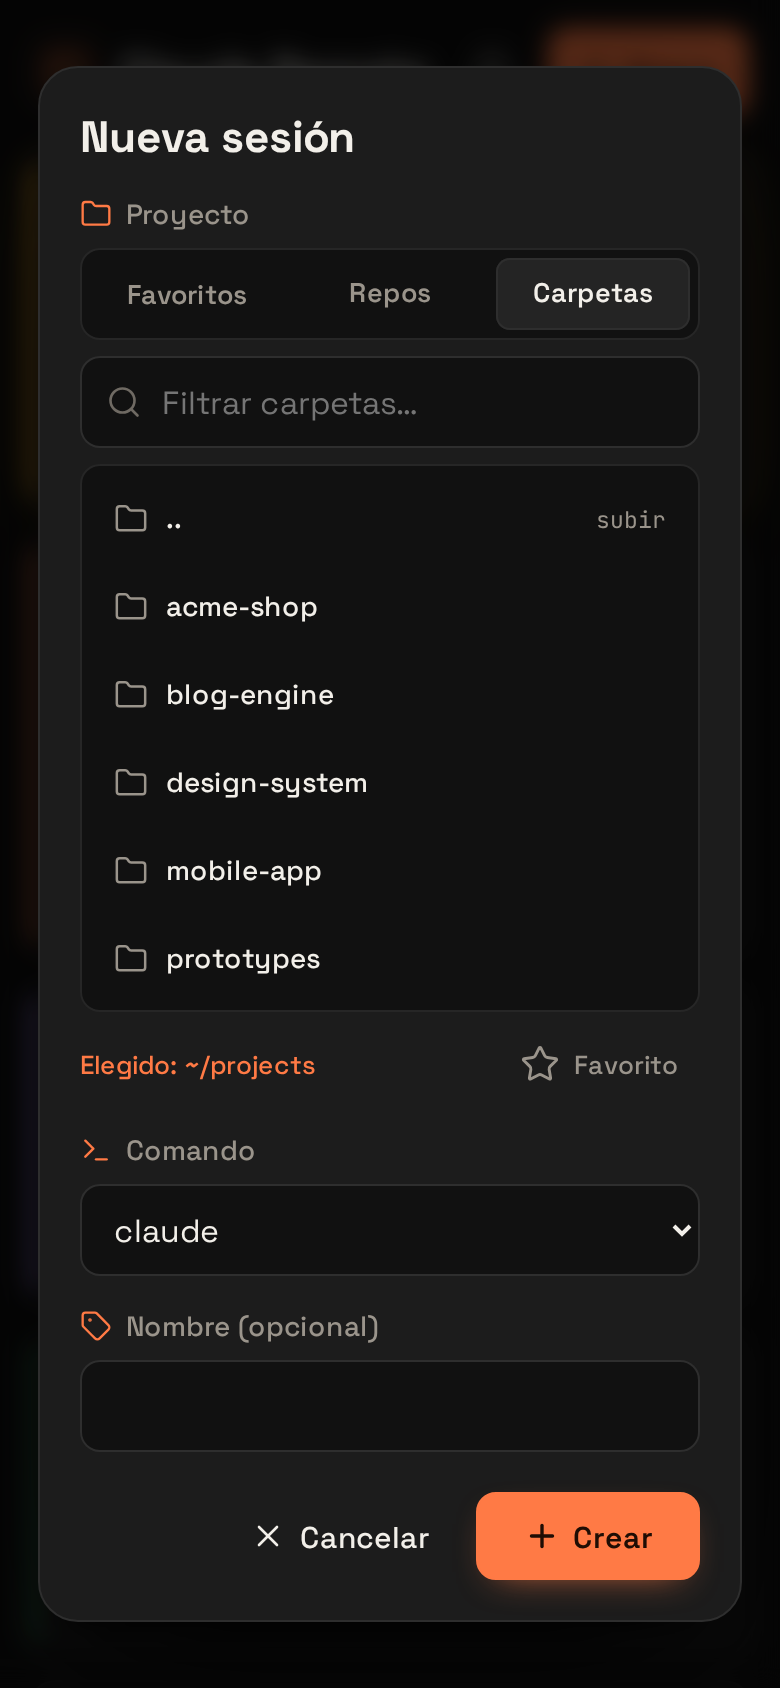 Nueva sesión
Proyecto
Favoritos Repos Carpetas
Filtrar carpetas…
.. subir
acme-shop
blog-engine
design-system
mobile-app
prototypes
Elegido: ~/projects Favorito
Comando
claude
Nombre (opcional)
Cancelar Crear